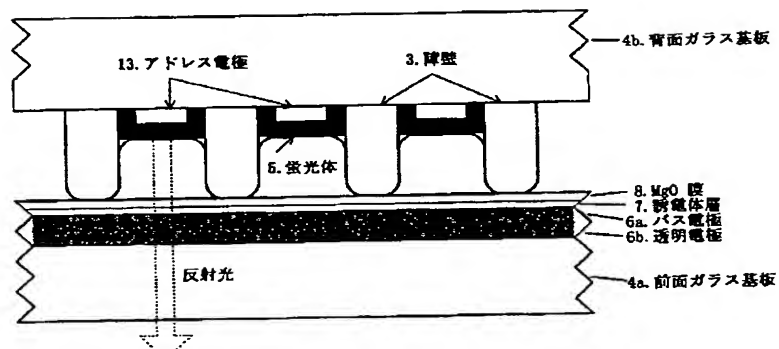 4b. 背面ガラス基板
13. アドレス電極
3.障壁
5. 蛍光体
8. MgO 膜
7. 誘電体層
6a. バス電極
6b. 透明電極
反射光
4a. 前面ガラス基板